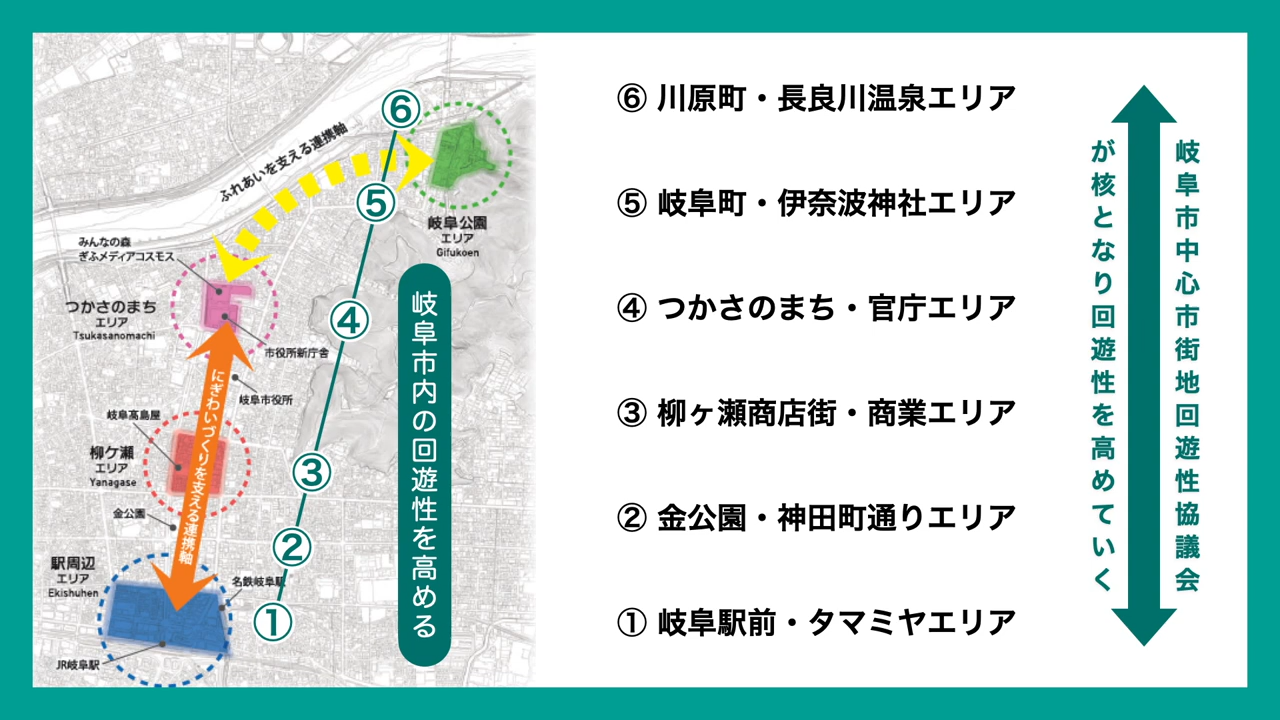 ⑥
ふれあいを支える連携軸
⑤
岐阜公園
エリア
Gifukoen
みんなの森
ぎふメディアコスモス
つかさのまち
エリア
Tsukasanomachi
④
市役所新庁舎
岐阜市役所
にぎわいづくりを支える連携軸
岐阜高島屋
柳ケ瀬
エリア
Yanagase
③
金公園
②
駅周辺
エリア
Ekishuhen
名鉄岐阜駅
①
JR岐阜駅
岐阜市内の回遊性を高める
⑥ 川原町・長良川温泉エリア
⑤ 岐阜町・伊奈波神社エリア
④ つかさのまち・官庁エリア
③ 柳ヶ瀬商店街・商業エリア
② 金公園・神田町通りエリア
① 岐阜駅前・タマミヤエリア
岐阜市中心市街地回遊性協議会
が核となり回遊性を高めていく